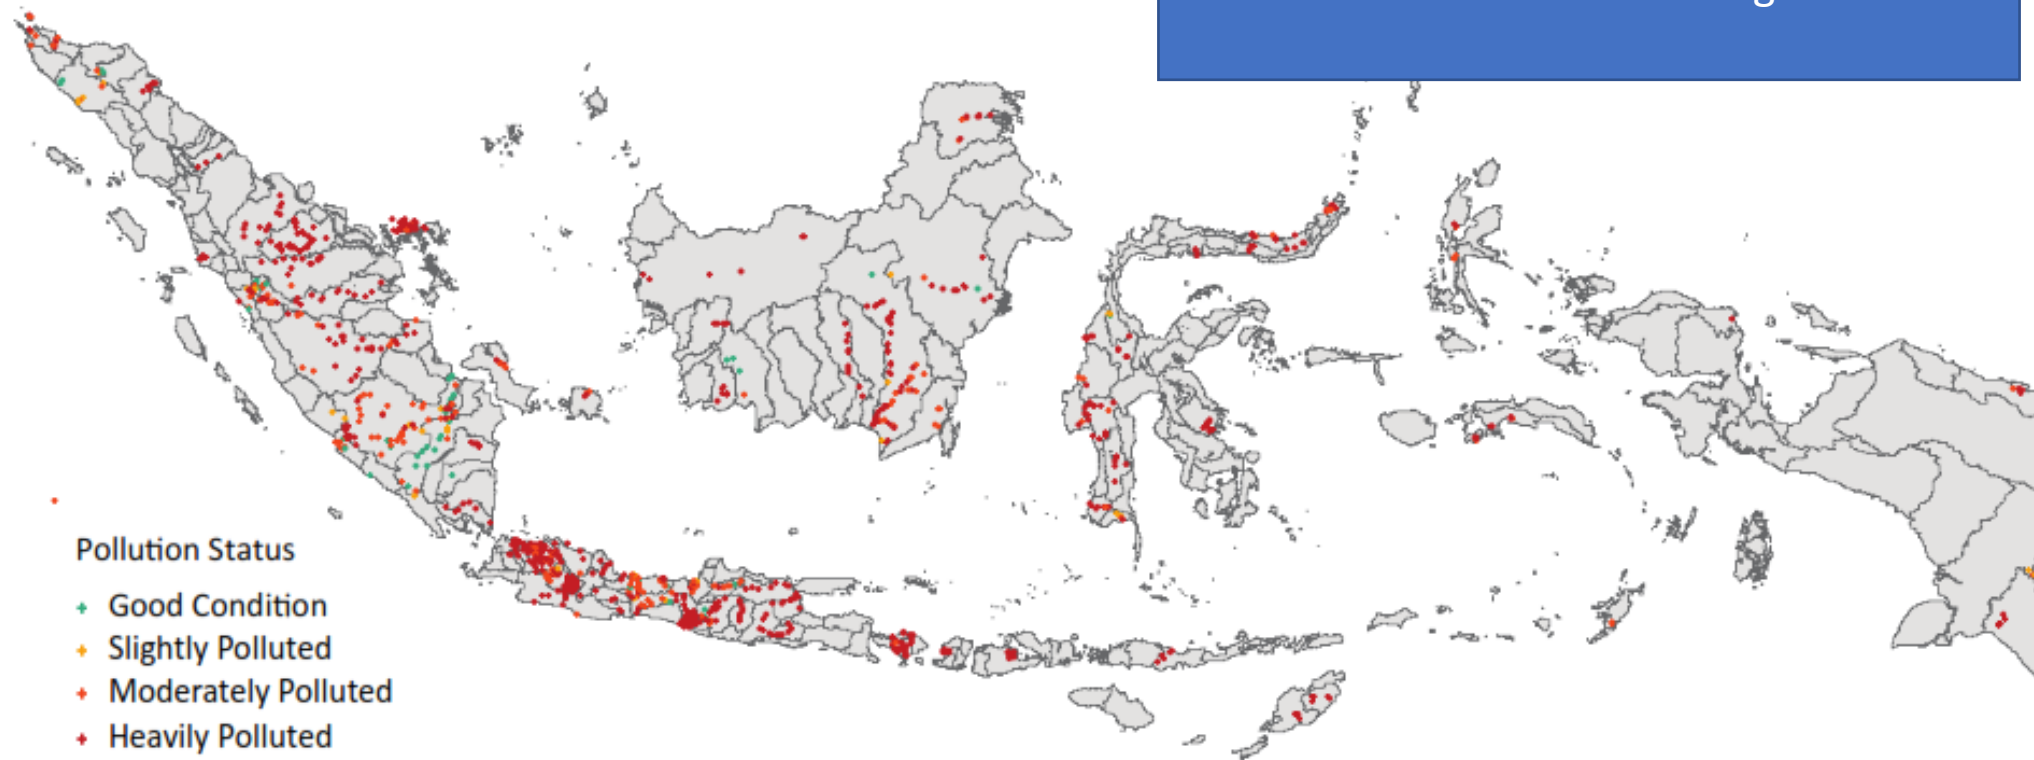 Pollution Status
Good Condition
Slightly Polluted
Moderately Polluted
Heavily Polluted